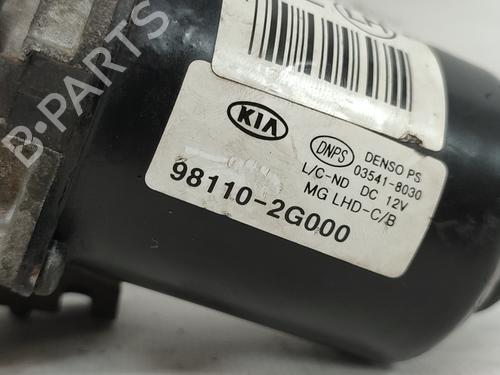 B-PARTS
KIA
DNPS
DENSO PS
03541-8030
L/C-ND DC 12V
MG LHD-C/B
98110-2G000